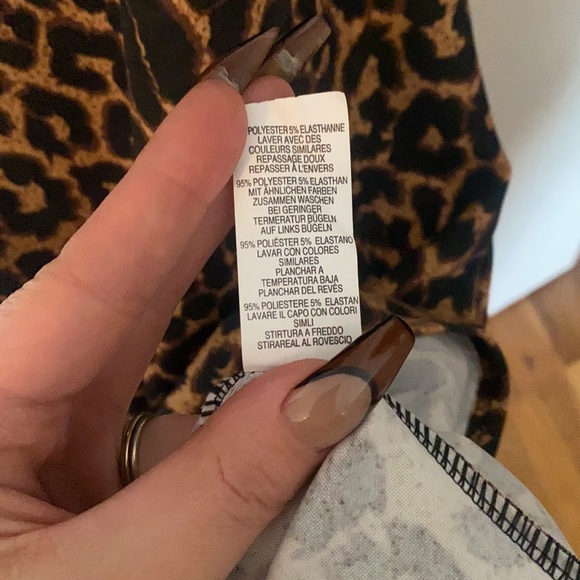 POLYESTER 5% ELASTHANNE
LAVER AVEC DES
COULEURS SIMILARES
REPASSAGE DOUX
REPASSER À L'ENVERS
95% POLYESTER 5% ELASTHAN
MIT ÄHNLICHEN FARBEN
ZUSAMMEN WASCHEN
BEI GERINGER
TERMERATUR BÜGELN
AUF LINKS BÜGELN
95% POLIÉSTER 5% ELASTANO
LAVAR CON COLORES
SIMILARES
PLANCHAR A
TEMPERATURA BAJA
PLANCHAR DEL REVÉS
95% POLIESTERE 5% ELASTAN
LAVARE IL CAPO CON COLORI
SIMLI
STIRTURA A FREDDO
STIRAREAL AL ROVESCIO